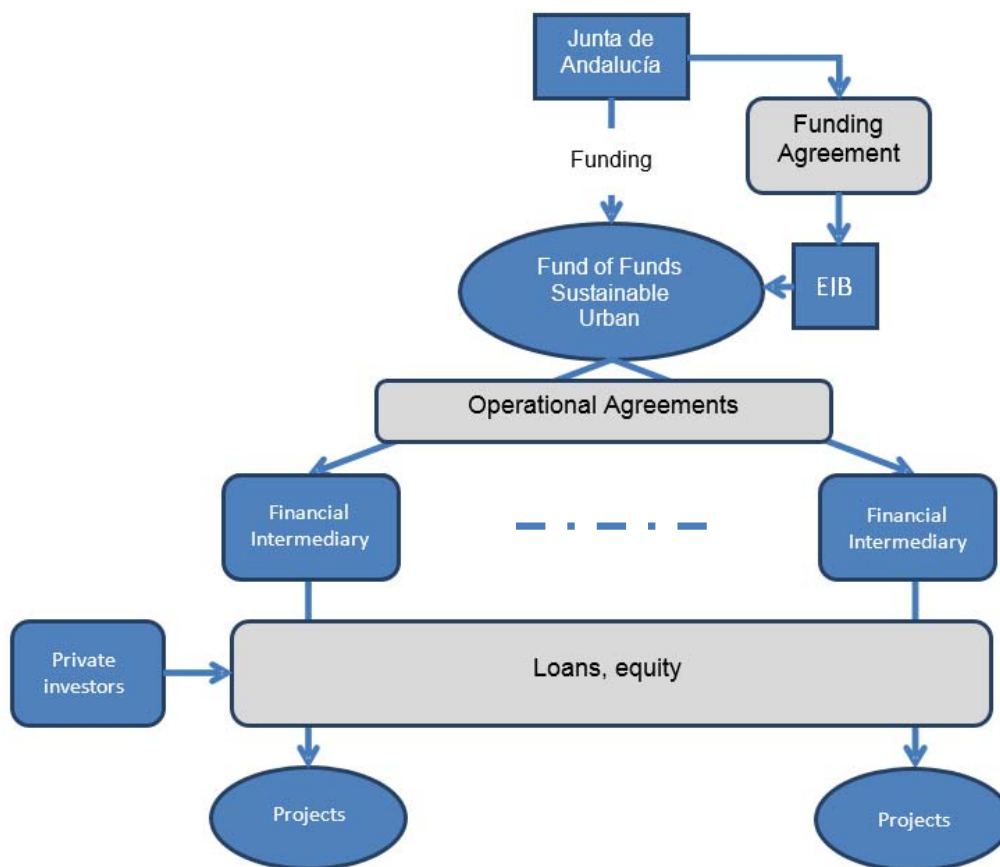 Junta de
Andalucía
Funding
Agreement
Funding
Fund of Funds
Sustainable
Urban
EIB
Operational Agreements
Financial
Intermediary
Financial
Intermediary
Private
investors
Loans, equity
Projects
Projects